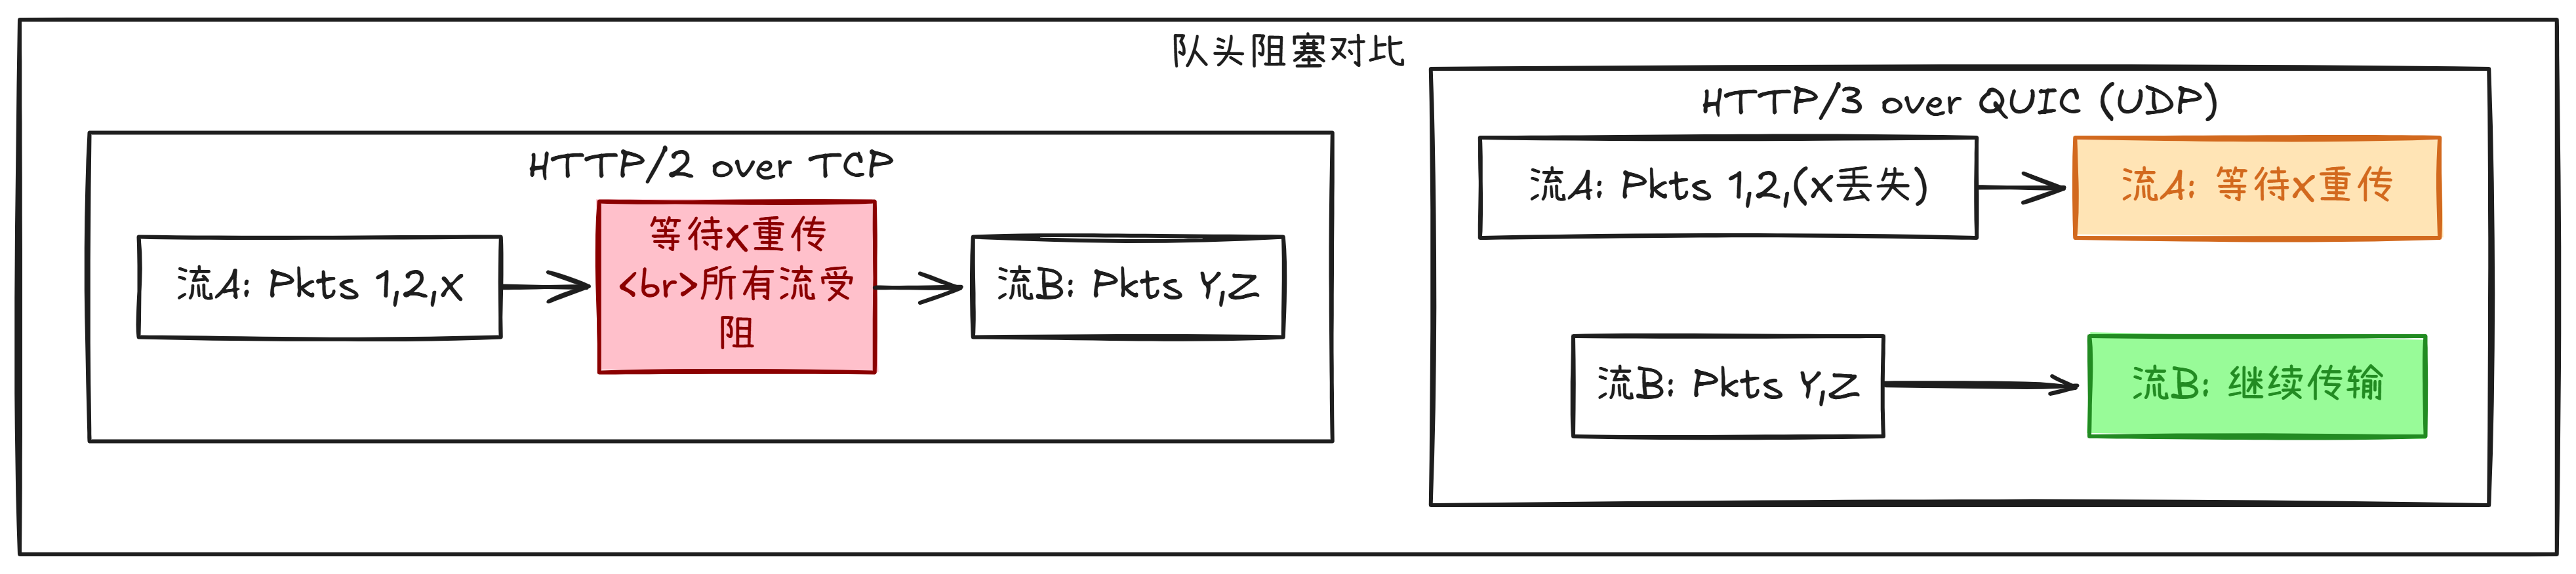 队头阻塞对比
HTTP/2 over TCP
流A: Pkts 1,2,X
等待X重传
<br>所有流受
阻
流B: Pkts Y,Z
HTTP/3 over QUIC (UDP)
流A: Pkts 1,2,(X丢失)
流A: 等待X重传
流B: Pkts Y,Z
流B: 继续传输